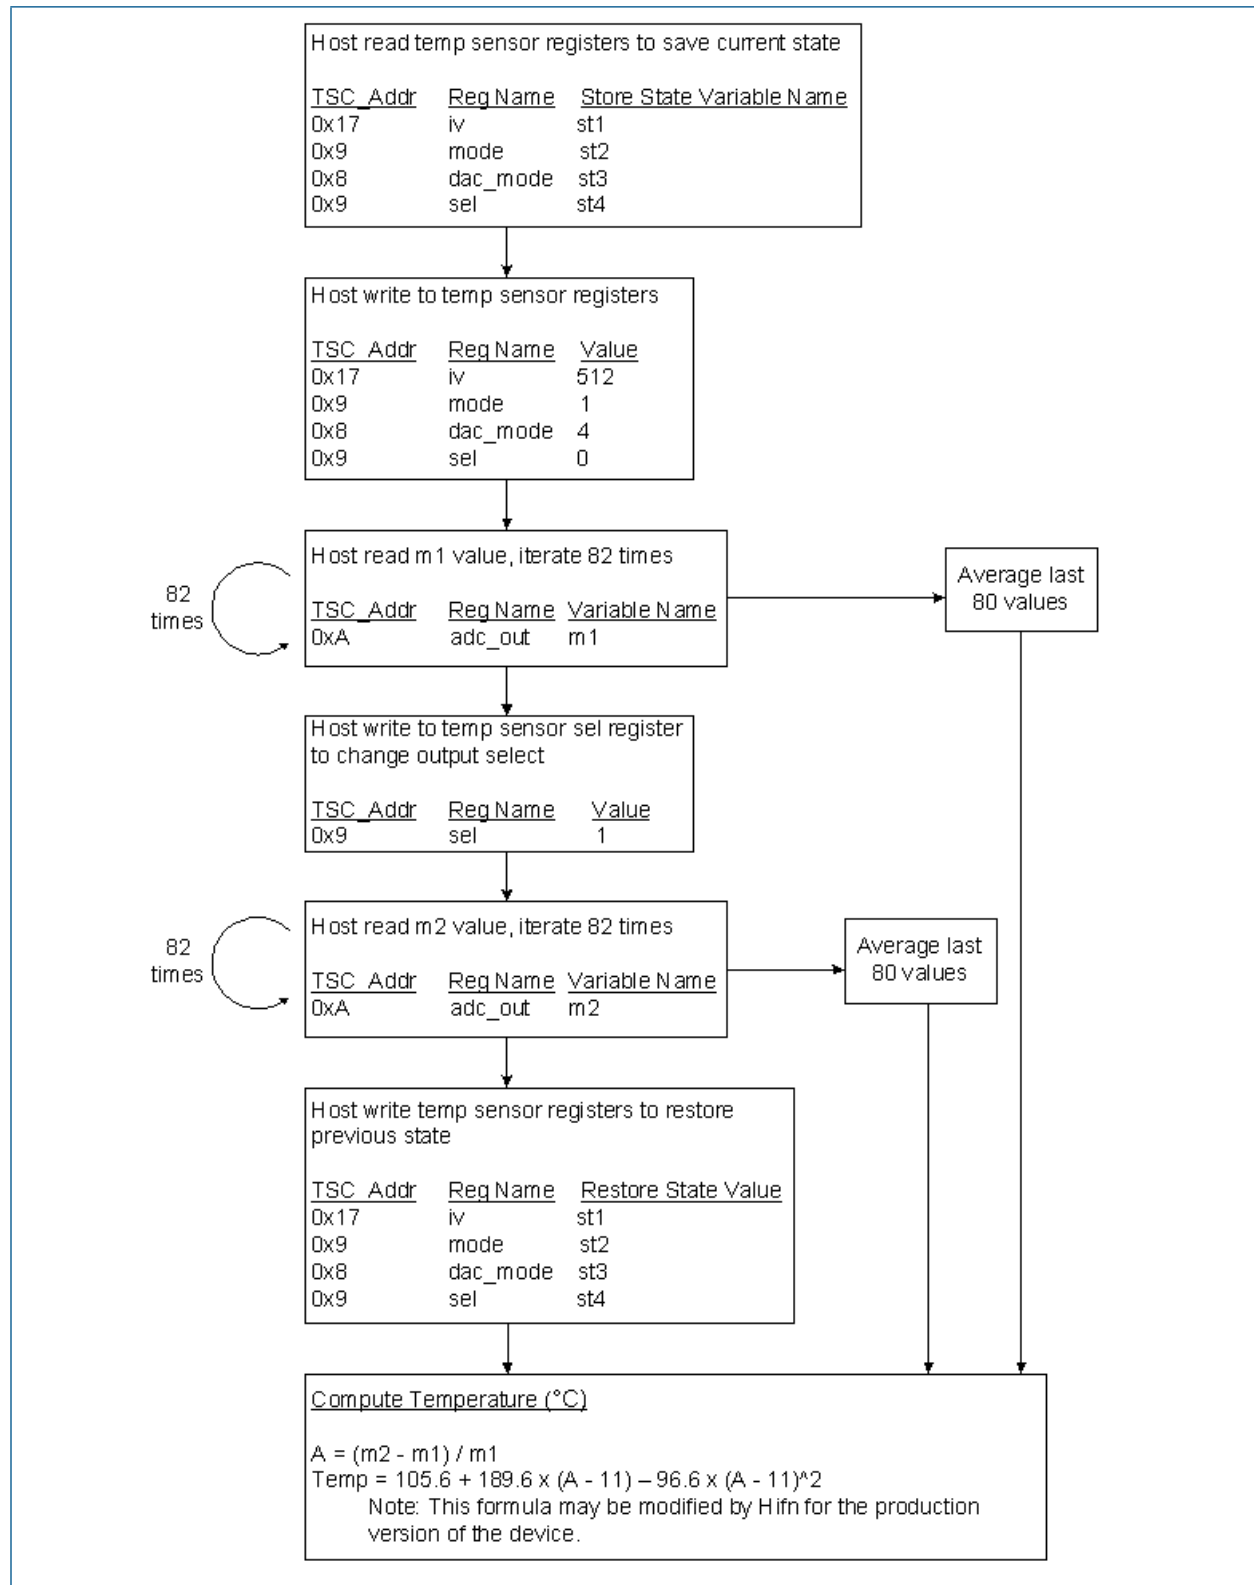 Host read temp sensor registers to save current state
TSC_Addr Reg Name Store State Variable Name
0x17 iv st1
0x9 mode st2
0x8 dac_mode st3
0x9 sel st4
Host write to temp sensor registers
TSC_Addr Reg Name Value
0x17 iv 512
0x9 mode 1
0x8 dac_mode 4
0x9 sel 0
82
times
Host read m1 value, iterate 82 times
TSC_Addr Reg Name Variable Name
0xA adc_out m1
Average last
80 values
Host write to temp sensor sel register
to change output select
TSC_Addr Reg Name Value
0x9 sel 1
82
times
Host read m2 value, iterate 82 times
TSC_Addr Reg Name Variable Name
0xA adc_out m2
Average last
80 values
Host write temp sensor registers to restore
previous state
TSC_Addr Reg Name Restore State Value
0x17 iv st1
0x9 mode st2
0x8 dac_mode st3
0x9 sel st4
Compute Temperature (°C)
A = (m2 - m1) / m1
Temp = 105.6 + 189.6 x (A - 11) – 96.6 x (A - 11)^2
Note: This formula may be modified by Hifn for the production
version of the device.